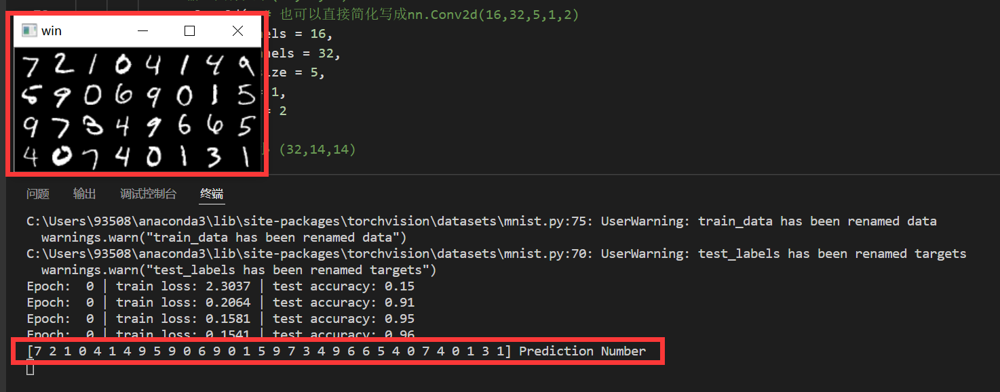 # 也可以直接简化写成nn.Conv2d(16,32,5,1,2)
win
els = 16,
nels = 32,
ize = 5,
1,
= 2
(32,14,14)
7 2 1 0 4 1 4 9
5 9 0 6 9 0 1 5
9 7 3 4 9 6 6 5
4 0 7 4 0 1 3 1
问题 输出 调试控制台 终端
C:\Users\93508\anaconda3\lib\site-packages\torchvision\datasets\mnist.py:75: UserWarning: train_data has been renamed data
warnings.warn("train_data has been renamed data")
C:\Users\93508\anaconda3\lib\site-packages\torchvision\datasets\mnist.py:70: UserWarning: test_labels has been renamed targets
warnings.warn("test_labels has been renamed targets")
Epoch: 0 | train loss: 2.3037 | test accuracy: 0.15
Epoch: 0 | train loss: 0.2064 | test accuracy: 0.91
Epoch: 0 | train loss: 0.1581 | test accuracy: 0.95
Epoch: 0 | train loss: 0.1541 | test accuracy: 0.96
[7 2 1 0 4 1 4 9 5 9 0 6 9 0 1 5 9 7 3 4 9 6 6 5 4 0 7 4 0 1 3 1] Prediction Number